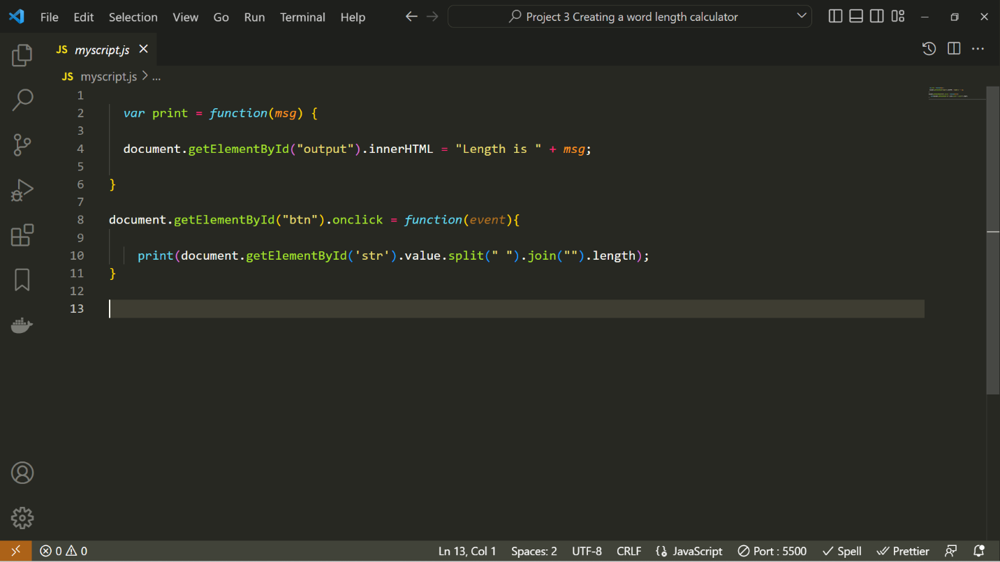 File Edit Selection View Go Run Terminal Help Project 3 Creating a word length calculator
JS myscript.js
JS myscript.js > ...
1
2 var print = function(msg) {
3
4 document.getElementById("output").innerHTML = "Length is " + msg;
5
6 }
7
8 document.getElementById("btn").onclick = function(event){
9
10 print(document.getElementById('str').value.split(" ").join("").length);
11 }
12
13
0 0 Ln 13, Col 1 Spaces: 2 UTF-8 CRLF {} JavaScript Port : 5500 Spell Prettier